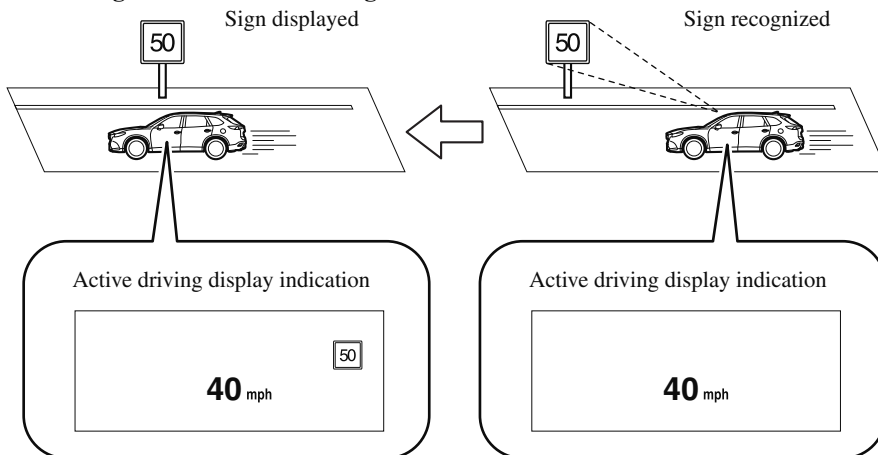 Sign displayed
Sign recognized
50
50
Active driving display indication
Active driving display indication
50
40 mph
40 mph